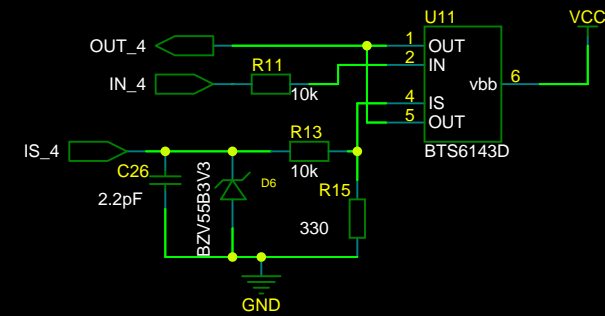 U11
VCC
OUT_4
1
OUT
R11
2
IN
IN_4
10k
vbb
6
4
IS
5
OUT
R13
BTS6143D
IS_4
C26
10k
D6
R15
2.2pF
BZV55B3V3
330
GND